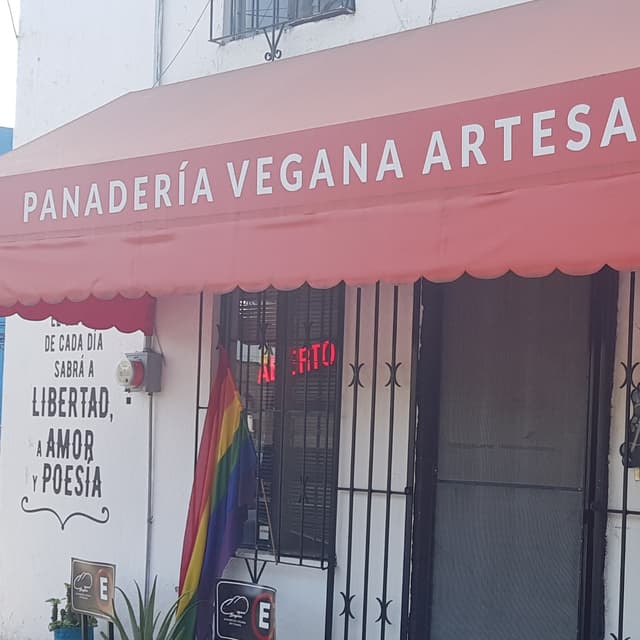 PANADERÍA VEGANA ARTESA
DE CADA DÍA
SABRÁ A
LIBERTAD,
A AMOR
Y POESÍA
E
E